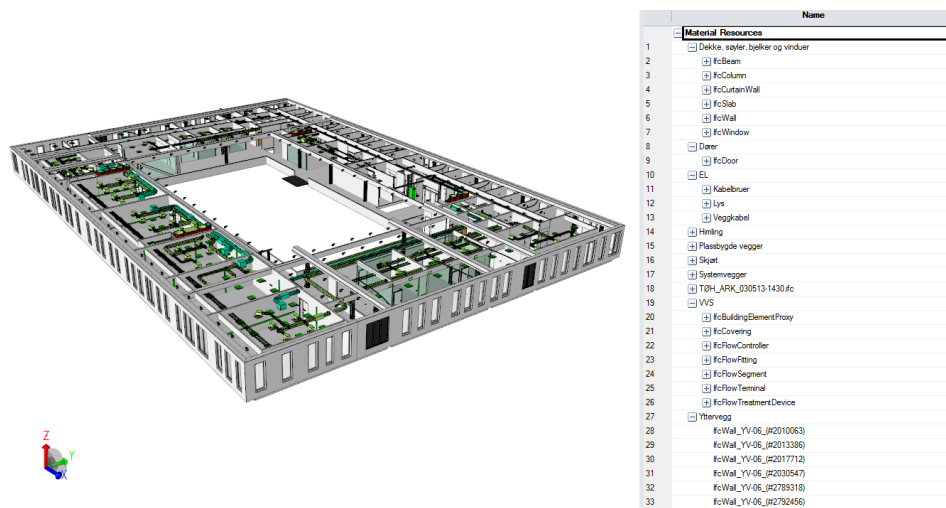 Name
Material Resources
1 Dekke, søyler, bjelker og vinduer
2 IfcBeam
3 IfcColumn
4 IfcCurtainWall
5 IfcSlab
6 IfcWall
7 IfcWindow
8 Dører
9 IfcDoor
10 EL
11 Kabelbruer
12 Lys
13 Veggkabel
14 Himling
15 Plassbygde vegger
16 Skjørt
17 Systemvegger
18 TØH_ARK_030513-1430.ifc
19 VVS
20 IfcBuildingElementProxy
21 IfcCovering
22 IfcFlowController
23 IfcFlowFitting
24 IfcFlowSegment
25 IfcFlowTerminal
26 IfcFlowTreatmentDevice
27 Yttervegg
28 IfcWall_YV-06_(#2010063)
29 IfcWall_YV-06_(#2013386)
30 IfcWall_YV-06_(#2017712)
31 IfcWall_YV-06_(#2030547)
32 IfcWall_YV-06_(#2789318)
33 IfcWall_YV-06_(#2792456)
Z
Y
X